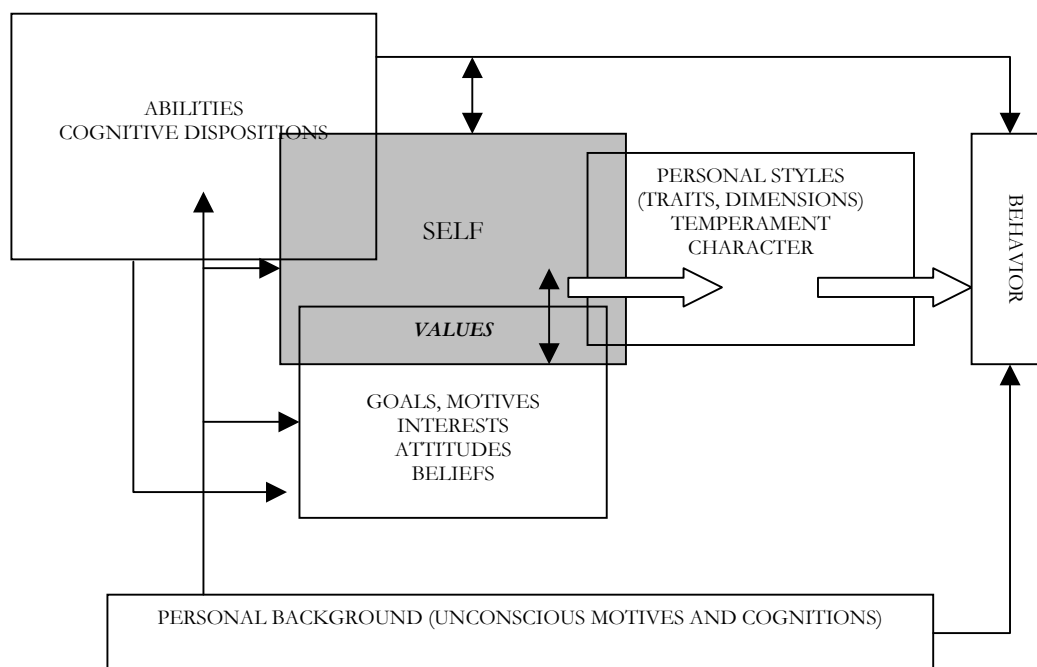 ABILITIES
COGNITIVE DISPOSITIONS
SELF
PERSONAL STYLES
(TRAITS, DIMENSIONS)
TEMPERAMENT
CHARACTER
BEHAVIOR
VALUES
GOALS, MOTIVES
INTERESTS
ATTITUDES
BELIEFS
PERSONAL BACKGROUND (UNCONSCIOUS MOTIVES AND COGNITIONS)